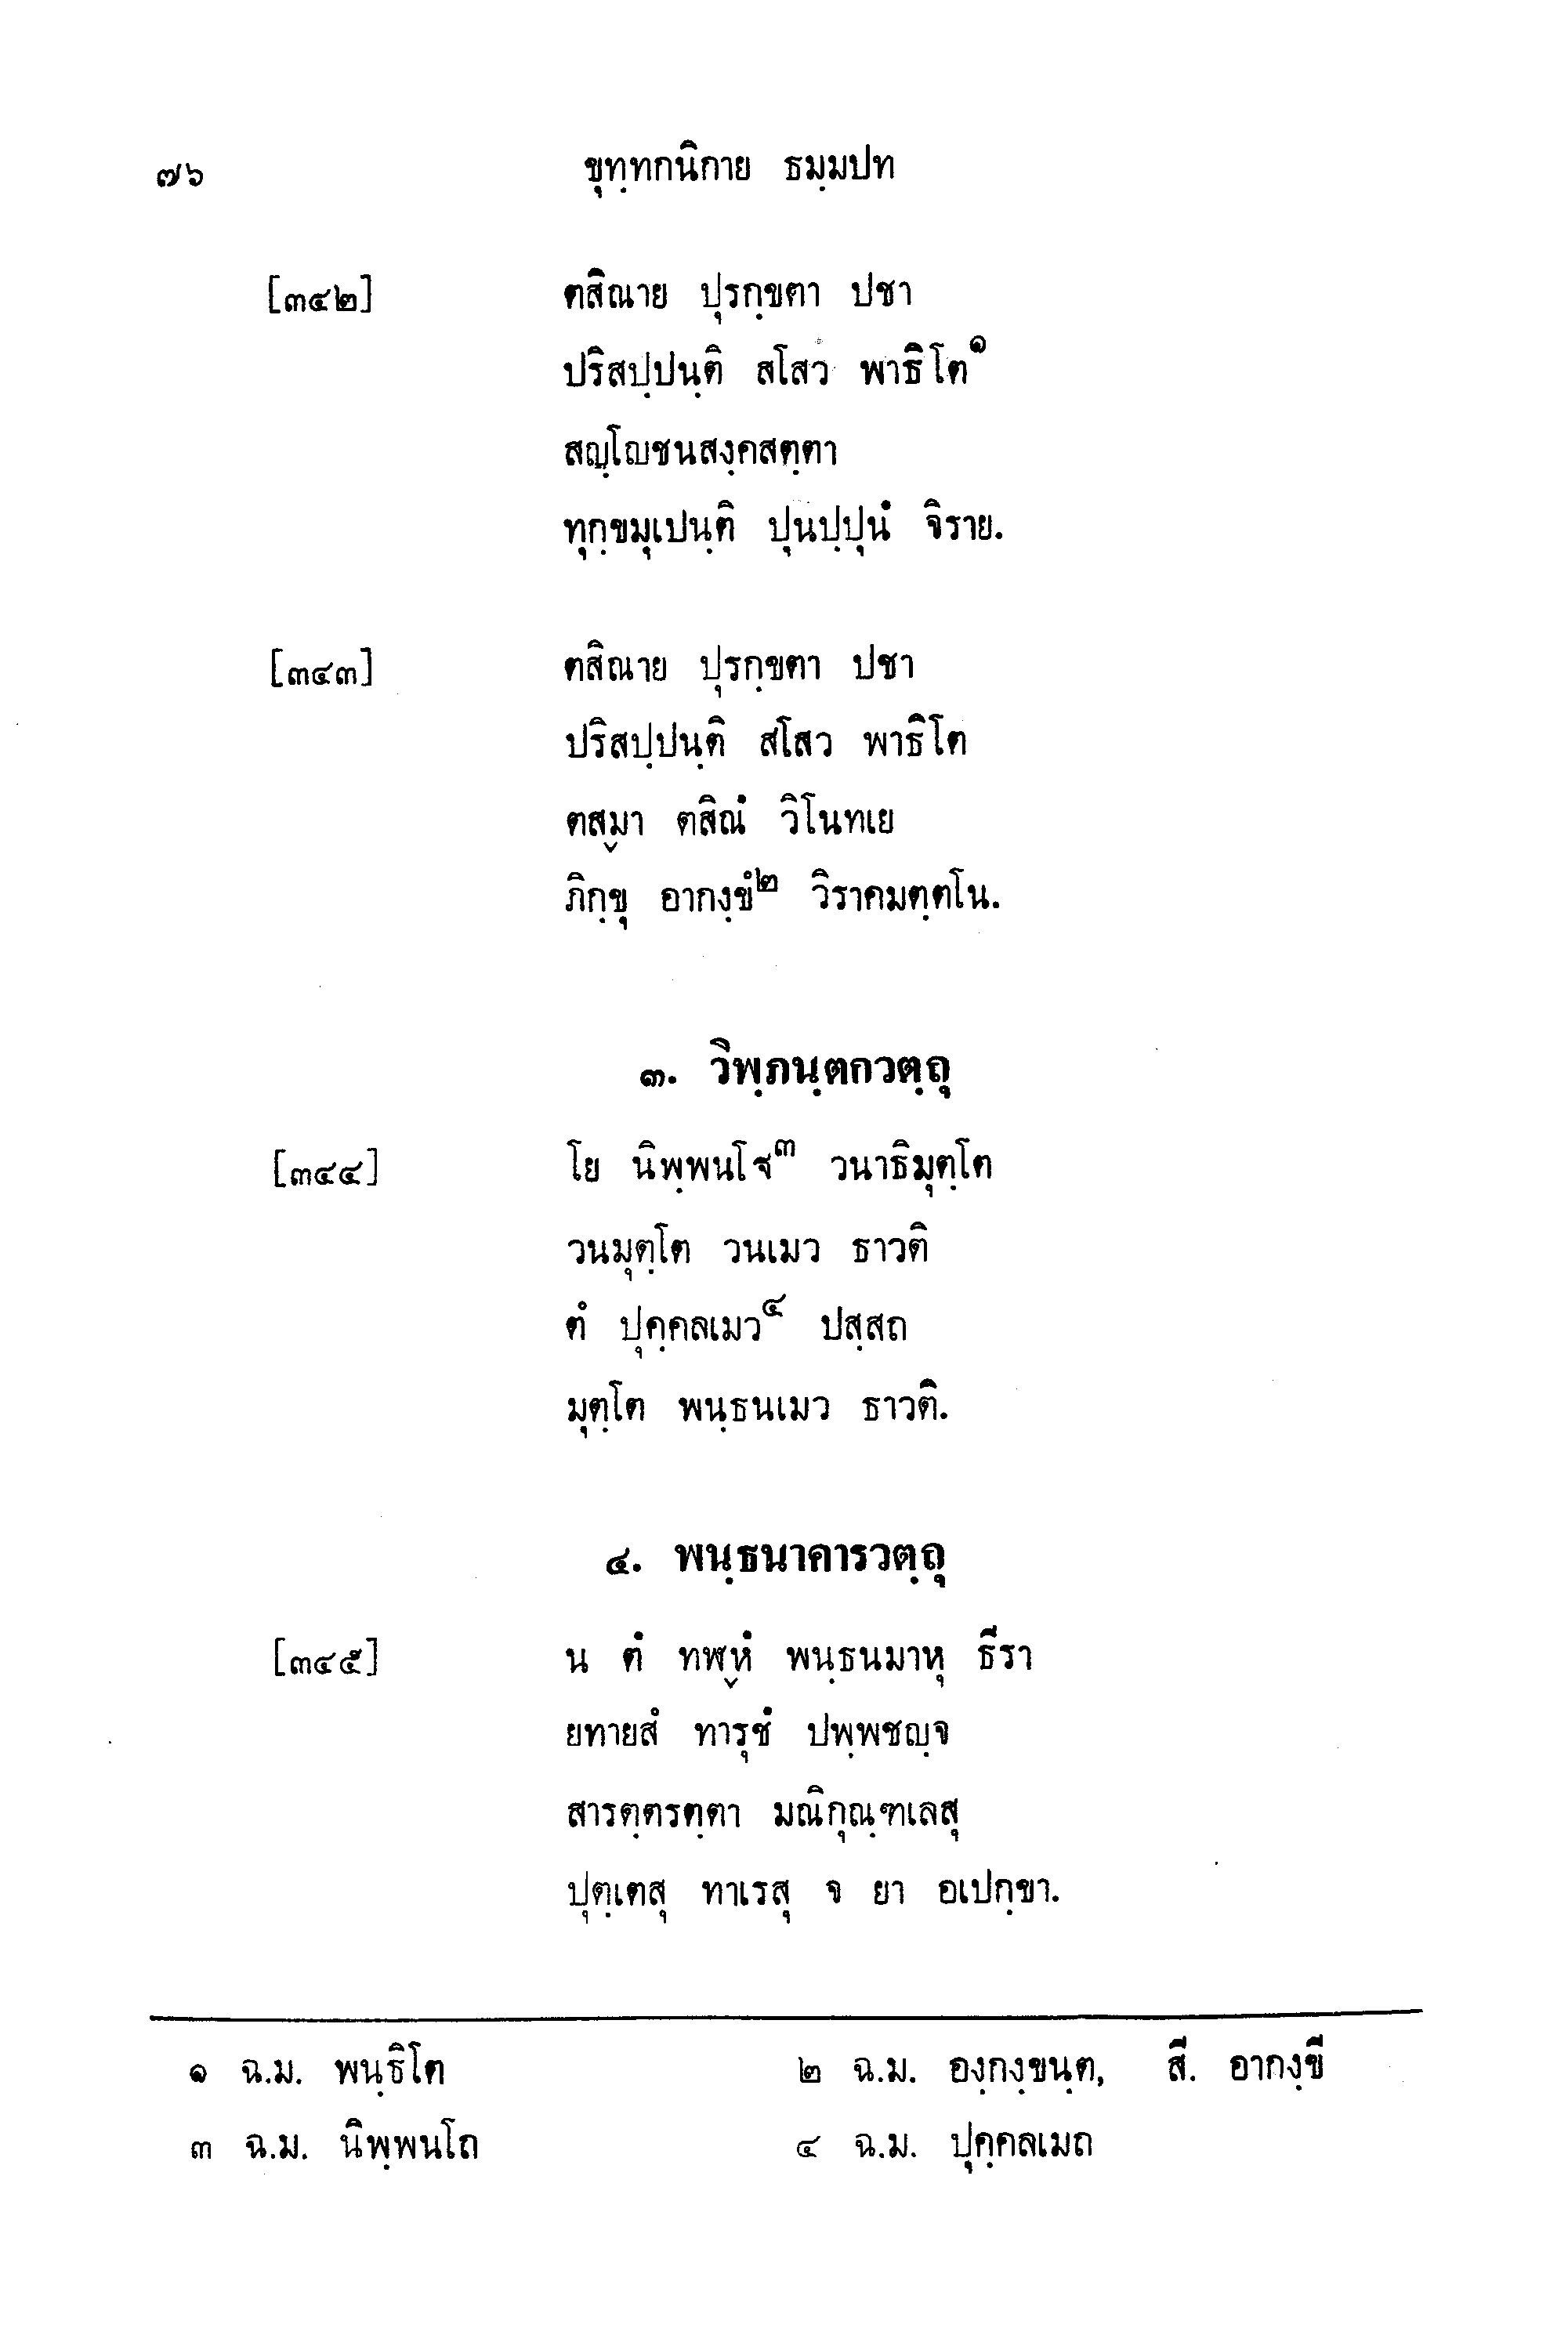 ๗๖ ขุทฺทกนิกาย ธมฺมปท
[๓๔๒] ตสิณาย ปุรกฺขตา ปชา
ปริสปฺปนฺติ สโสว พาธิโต๑
สญฺโญชนสงฺคสตฺตา
ทุกฺขมุเปนฺติ ปุนปฺปุนํ จิราย.
[๓๔๓] ตสิณาย ปุรกฺขตา ปชา
ปริสปฺปนฺติ สโสว พาธิโต
ตสฺมา ตสิณํ วิโนทเย
ภิกฺขุ อากงฺขํ๒ วิราคมตฺตโน.
๓. วิพฺภนฺตกวตฺถุ
[๓๔๔] โย นิพฺพนโจ๓ วนาธิมุตฺโต
วนมุตฺโต วนเมว ธาวติ
ตํ ปุคฺคลเมว๔ ปสฺสถ
มุตฺโต พนฺธนเมว ธาวติ.
๔. พนฺธนาคารวตฺถุ
[๓๔๕] น ตํ ทฬฺหํ พนฺธนมาหุ ธีรา
ยทายสํ ทารุชํ ปพฺพชญฺจ
สารตฺตรตฺตา มณิกุณฺฑเลสุ
ปุตฺเตสุ ทาเรสุ จ ยา อเปกฺขา.
๑ ฉ.ม. พนฺธิโต ๒ ฉ.ม. องฺกงฺขนฺต, สี. อากงฺขี
๓ ฉ.ม. นิพฺพนโถ ๔ ฉ.ม. ปุคฺคลเมถ